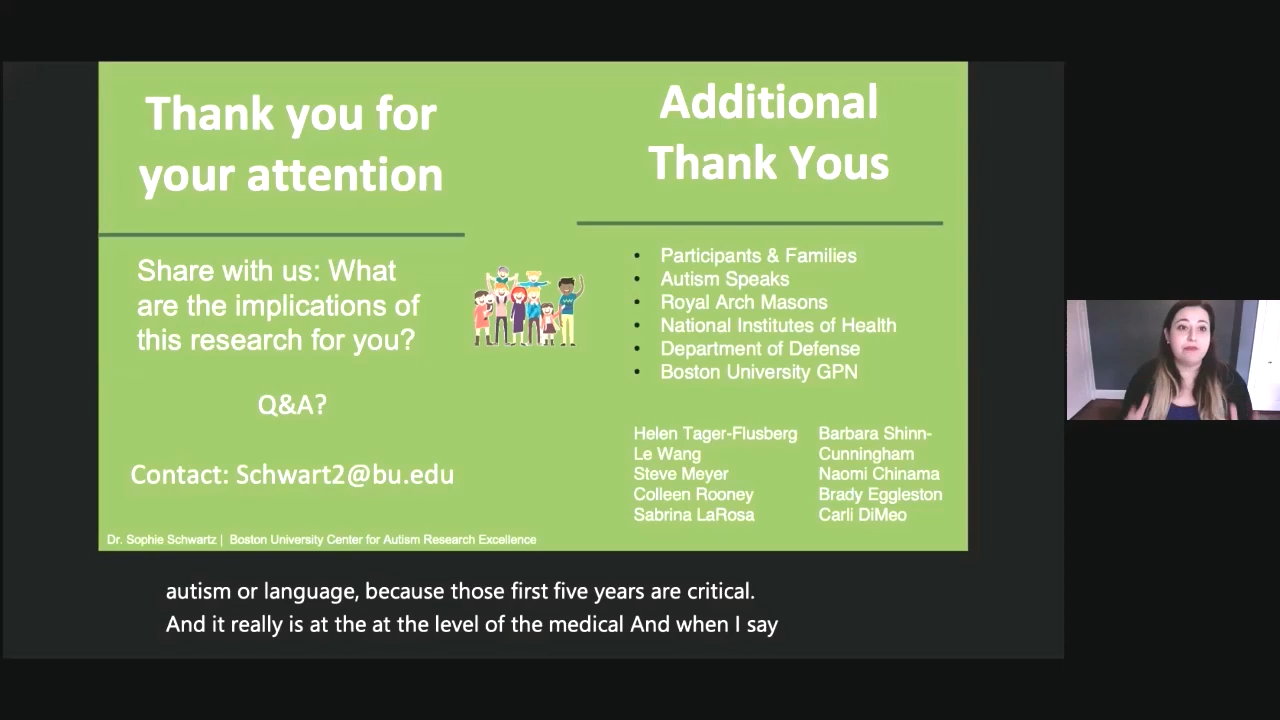 Thank you for
your attention
Share with us: What
are the implications of
this research for you?
Q&A?
Contact: Schwart2@bu.edu
Dr. Sophie Schwartz | Boston University Center for Autism Research Excellence
Additional
Thank Yous
• Participants & Families
• Autism Speaks
• Royal Arch Masons
• National Institutes of Health
• Department of Defense
• Boston University GPN
Helen Tager-Flusberg
Le Wang
Steve Meyer
Colleen Rooney
Sabrina LaRosa
Barbara Shinn-
Cunningham
Naomi Chinama
Brady Eggleston
Carli DiMeo
autism or language, because those first five years are critical.
And it really is at the at the level of the medical And when I say